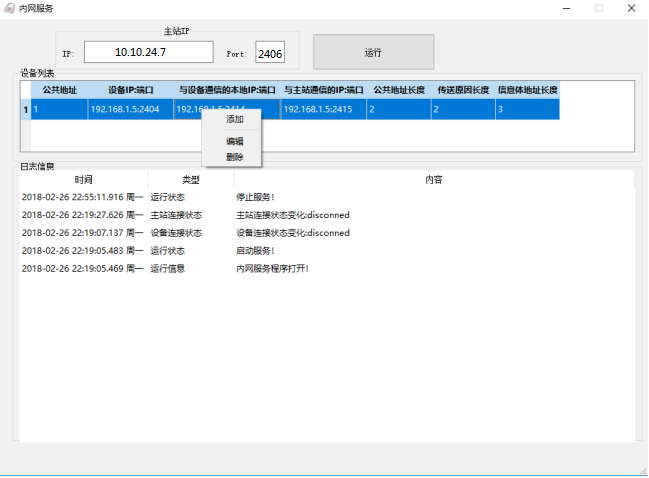 内网服务
主站IP
IP: 10.10.24.7 Port: 2406 运行
设备列表
公共地址 设备IP:端口 与设备通信的本地IP:端口 与主站通信的IP:端口 公共地址长度 传送原因长度 信息体地址长度
1 1 192.168.1.5:2404 192.168.1.5:2414 192.168.1.5:2415 2 2 3
添加
编辑
删除
日志信息
时间 类型 内容
2018-02-26 22:55:11.916 周一 运行状态 停止服务!
2018-02-26 22:19:27.626 周一 主站连接状态 主站连接状态变化:disconned
2018-02-26 22:19:07.137 周一 设备连接状态 设备连接状态变化:disconned
2018-02-26 22:19:05.483 周一 运行状态 启动服务!
2018-02-26 22:19:05.469 周一 运行信息 内网服务程序打开!